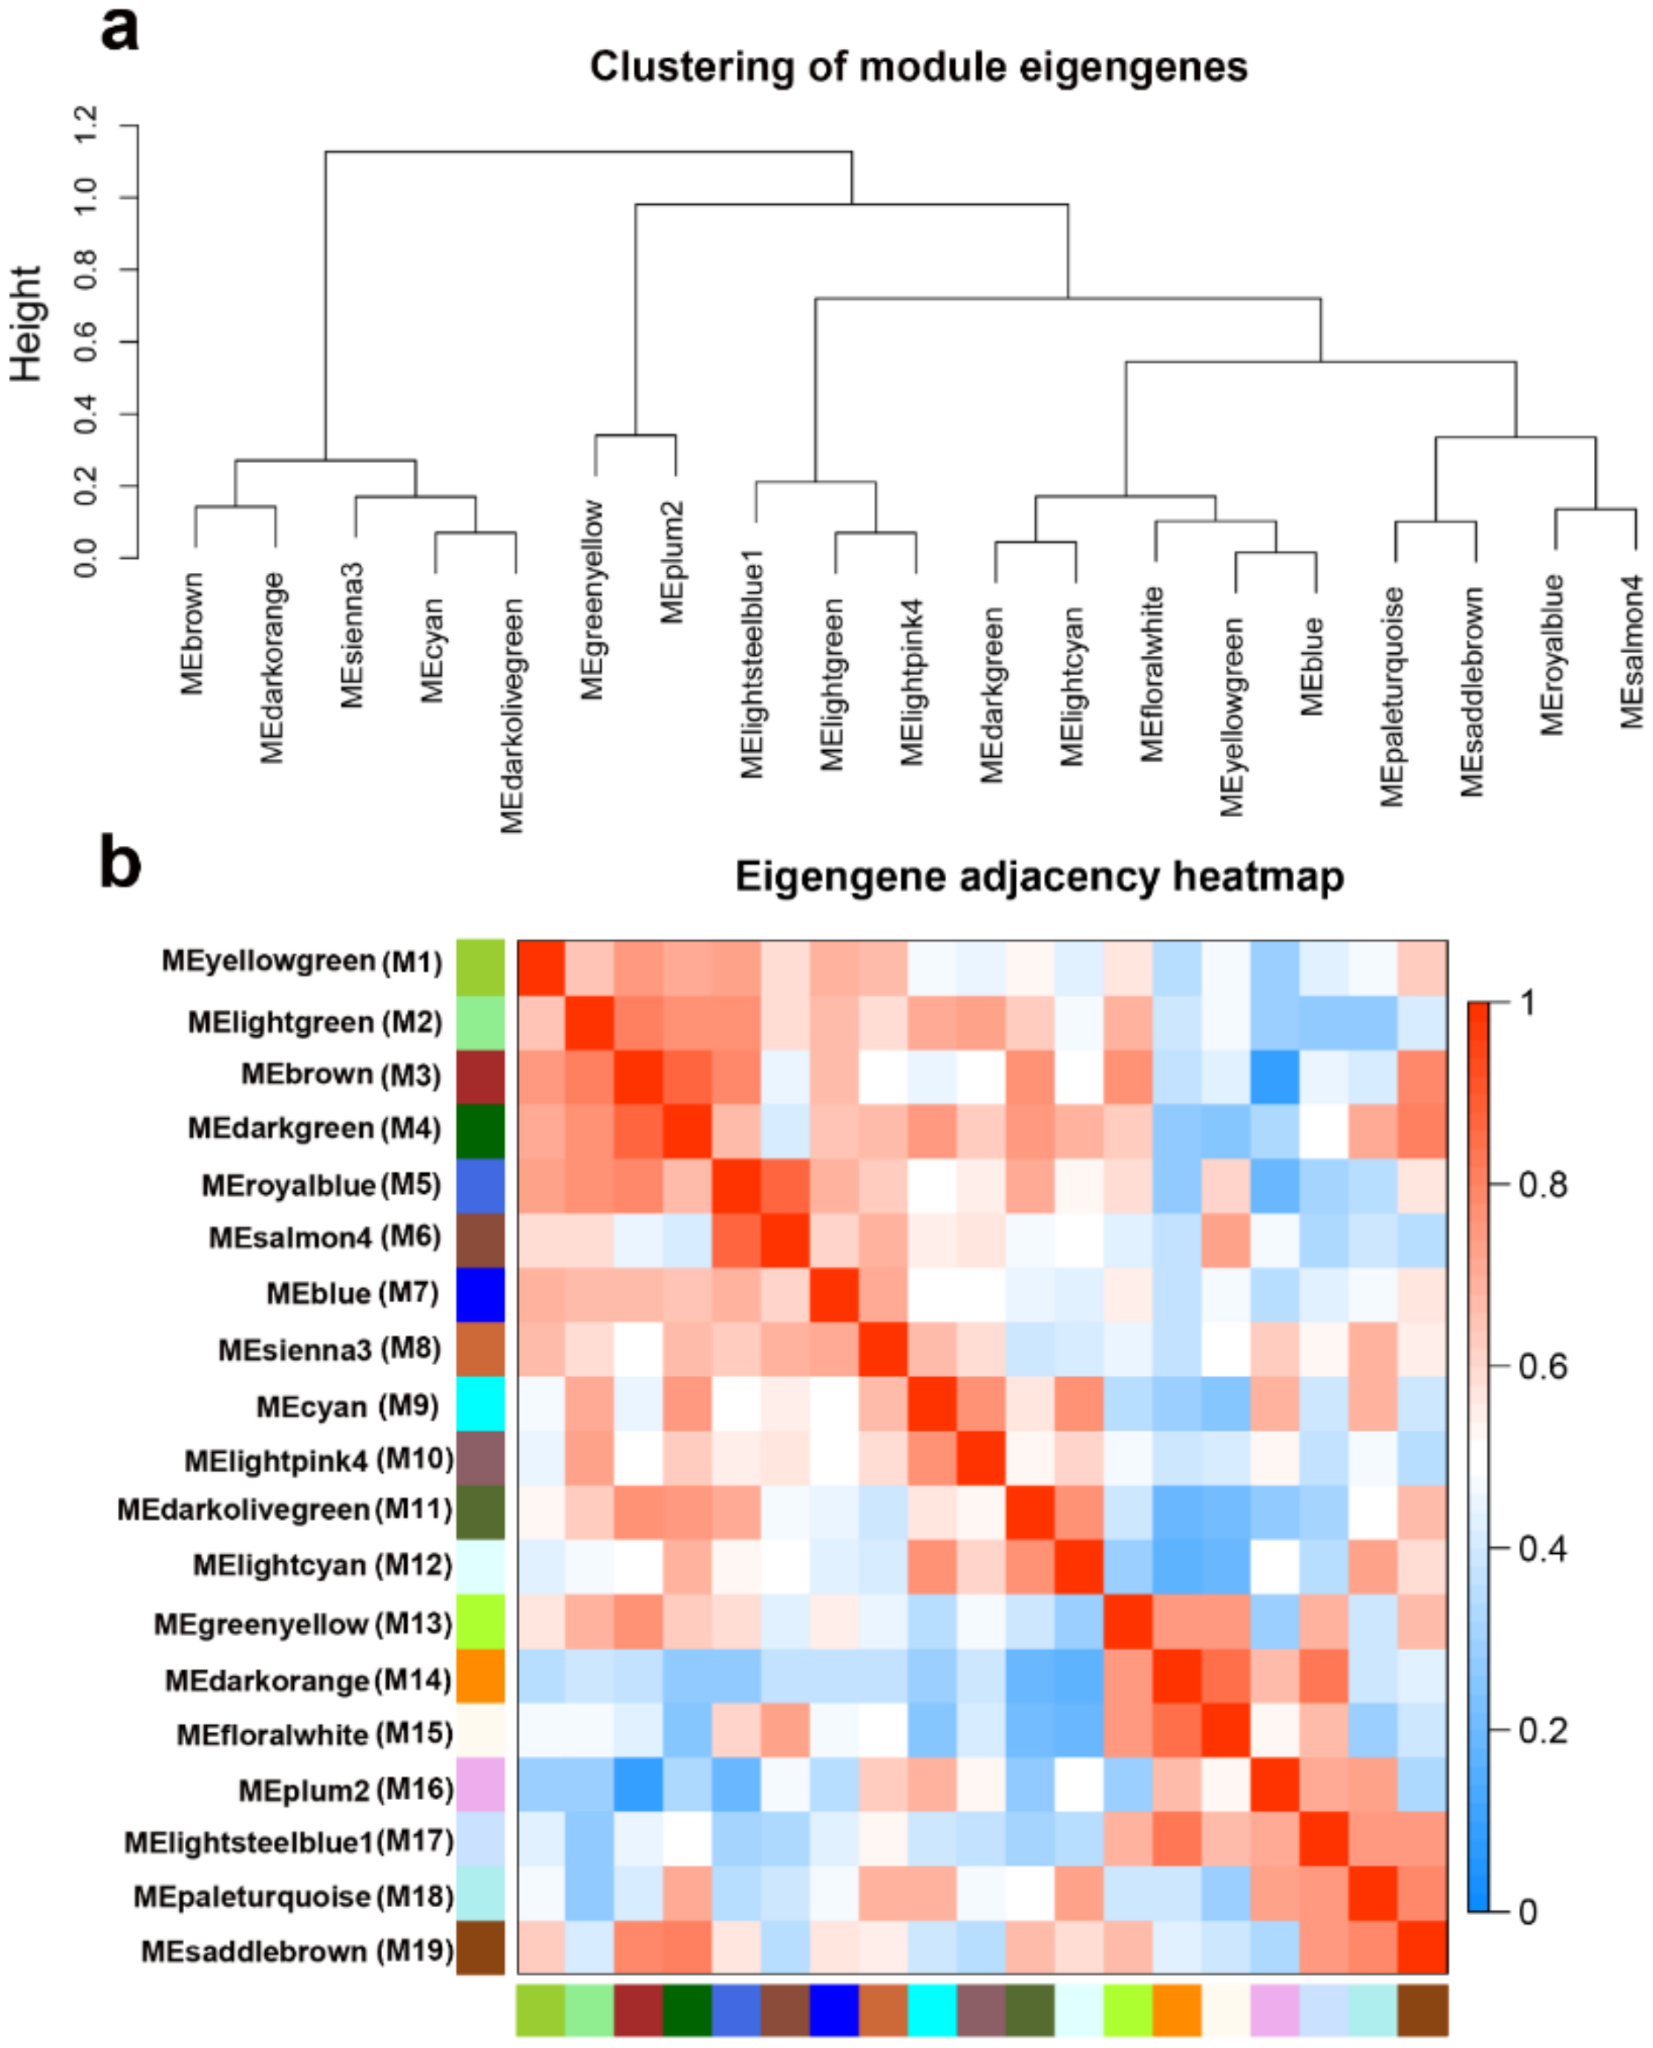 a
Clustering of module eigengenes
Height
1.2
1.0
0.8
0.6
0.4
0.2
0.0
MEbrown
MEdarkorange
MEsienna3
MEcyan
MEdarkolivegreen
MEgreenyellow
MEplum2
MElightsteelblue1
MElightgreen
MElightpink4
MEdarkgreen
MElightcyan
MEfloralwhite
MEyellowgreen
MEblue
MEpaleturquoise
MEsaddlebrown
MEroyalblue
MEsalmon4
b
Eigengene adjacency heatmap
MEyellowgreen (M1)
MElightgreen (M2)
MEbrown (M3)
MEdarkgreen (M4)
MEroyalblue (M5)
MEsalmon4 (M6)
MEblue (M7)
MEsienna3 (M8)
MEcyan (M9)
MElightpink4 (M10)
MEdarkolivegreen (M11)
MElightcyan (M12)
MEgreenyellow (M13)
MEdarkorange (M14)
MEfloralwhite (M15)
MEplum2 (M16)
MElightsteelblue1 (M17)
MEpaleturquoise (M18)
MEsaddlebrown (M19)
1
0.8
0.6
0.4
0.2
0